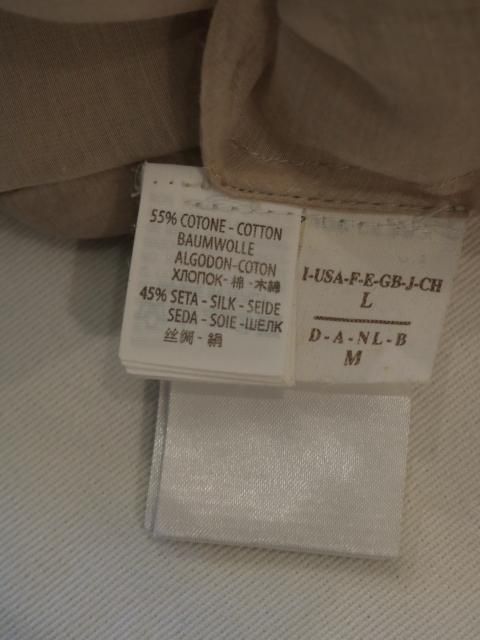 55% COTONE - COTTON
BAUMWOLLE
ALGODON-COTON
ХЛОПОК- 棉 -木綿
45% SETA - SILK - SEIDE
SEDA - SOIE -ШЕЛК
丝绸 - 絹
I-USA-F-E-GB-J-CH
L
D-A-NL-B
M